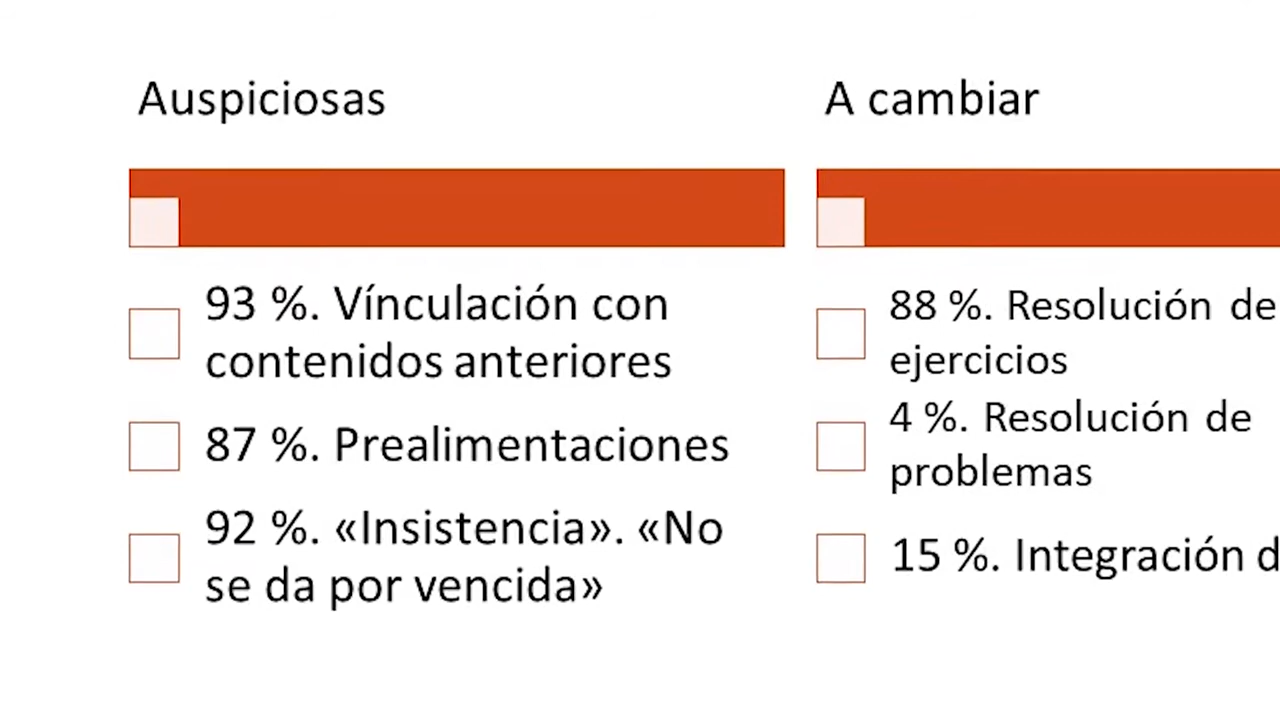 Auspiciosas
93 %. Vínculación con
contenidos anteriores
87 %. Prealimentaciones
92 %. «Insistencia». «No
se da por vencida»
A cambiar
88 %. Resolución de
ejercicios
4 %. Resolución de
problemas
15 %. Integración